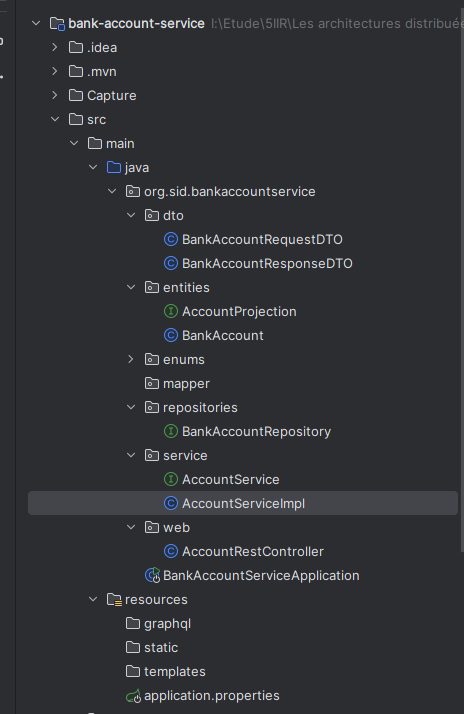 bank-account-service I:\Etude\5IIR\Les architectures distribuée
.idea
.mvn
Capture
src
main
java
org.sid.bankaccountservice
dto
BankAccountRequestDTO
BankAccountResponseDTO
entities
AccountProjection
BankAccount
enums
mapper
repositories
BankAccountRepository
service
AccountService
AccountServiceImpl
web
AccountRestController
BankAccountServiceApplication
resources
graphql
static
templates
application.properties